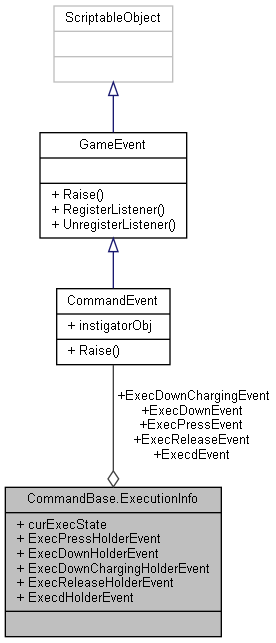 ScriptableObject
GameEvent
+ Raise()
+ RegisterListener()
+ UnregisterListener()
CommandEvent
+ instigatorObj
+ Raise()
+ExecDownChargingEvent
+ExecDownEvent
+ExecPressEvent
+ExecReleaseEvent
+ExecdEvent
CommandBase.ExecutionInfo
+ curExecState
+ ExecPressHolderEvent
+ ExecDownHolderEvent
+ ExecDownChargingHolderEvent
+ ExecReleaseHolderEvent
+ ExecdHolderEvent